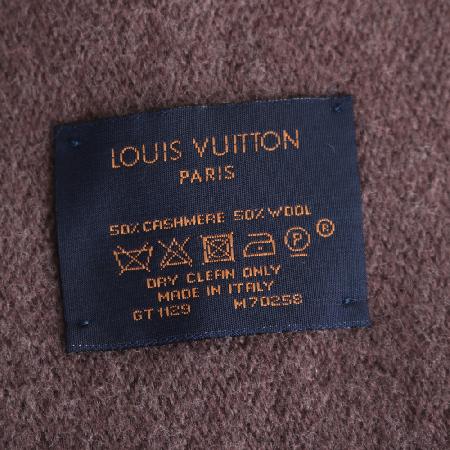 LOUIS VUITTON
PARIS
50% CASHMERE 50% WOOL
P ®
DRY CLEAN ONLY
MADE IN ITALY
GT1129 M70258